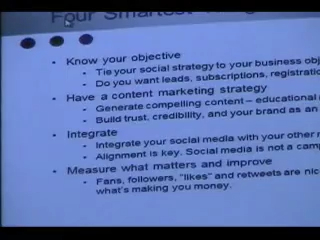 Four Smartest
• Know your objective
- Tie your social strategy to your business obj
- Do you want leads, subscriptions, registratio
• Have a content marketing strategy
- Generate compelling content – educational
- Build trust, credibility, and your brand as an
• Integrate
- Integrate your social media with your other
- Alignment is key. Social media is not a cam
• Measure what matters and improve
- Fans, followers, "likes" and retweets are nic
what's making you money.